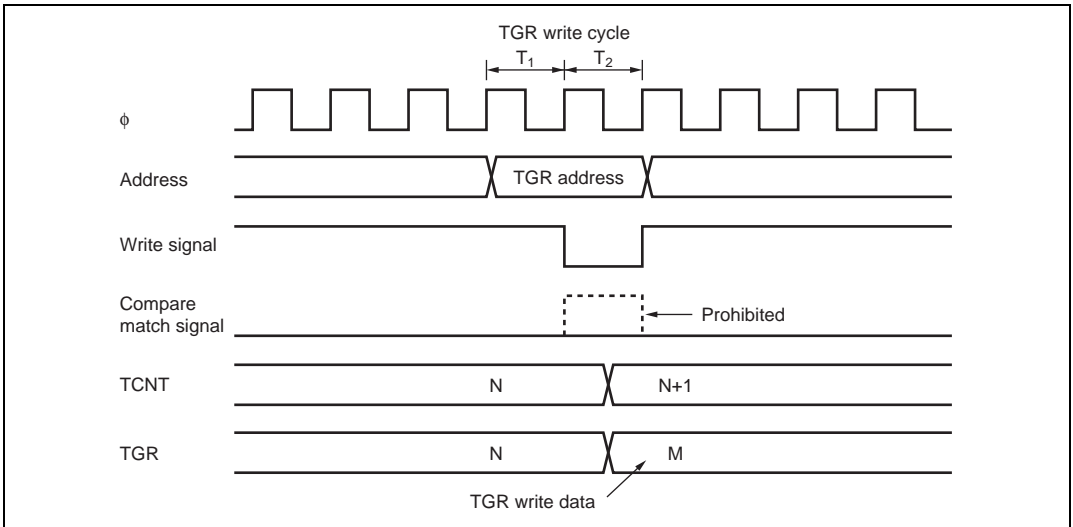 TGR write cycle
T₁ T₂
ϕ
Address
TGR address
Write signal
Compare
match signal
Prohibited
TCNT
N
N+1
TGR
N
M
TGR write data